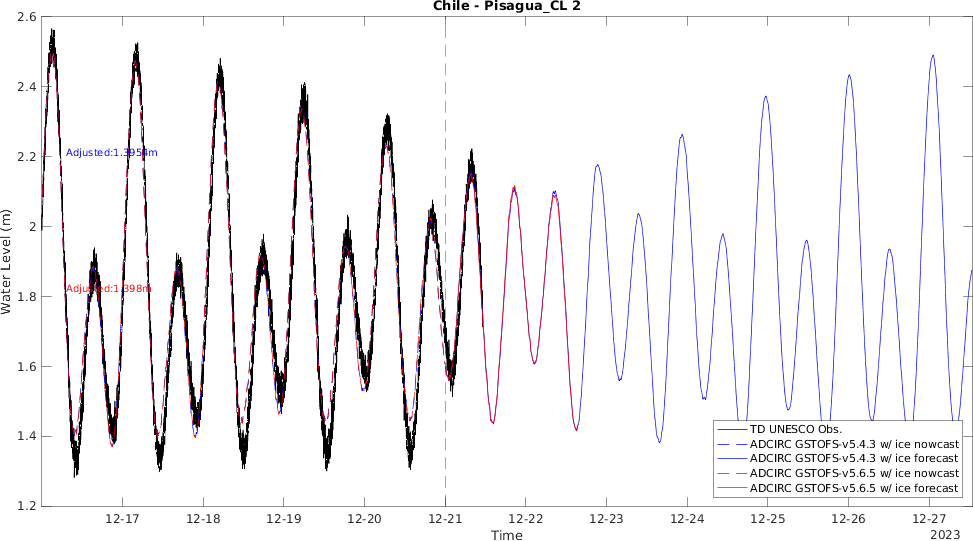 Chile - Pisagua_CL 2
Water Level (m)
2.6
2.4
2.2
2
1.8
1.6
1.4
1.2
Adjusted:1.3954m
Adjusted:1.398m
TD UNESCO Obs.
ADCIRC GSTOFS-v5.4.3 w/ ice nowcast
ADCIRC GSTOFS-v5.4.3 w/ ice forecast
ADCIRC GSTOFS-v5.6.5 w/ ice nowcast
ADCIRC GSTOFS-v5.6.5 w/ ice forecast
12-17 12-18 12-19 12-20 12-21 12-22 12-23 12-24 12-25 12-26 12-27
Time
2023